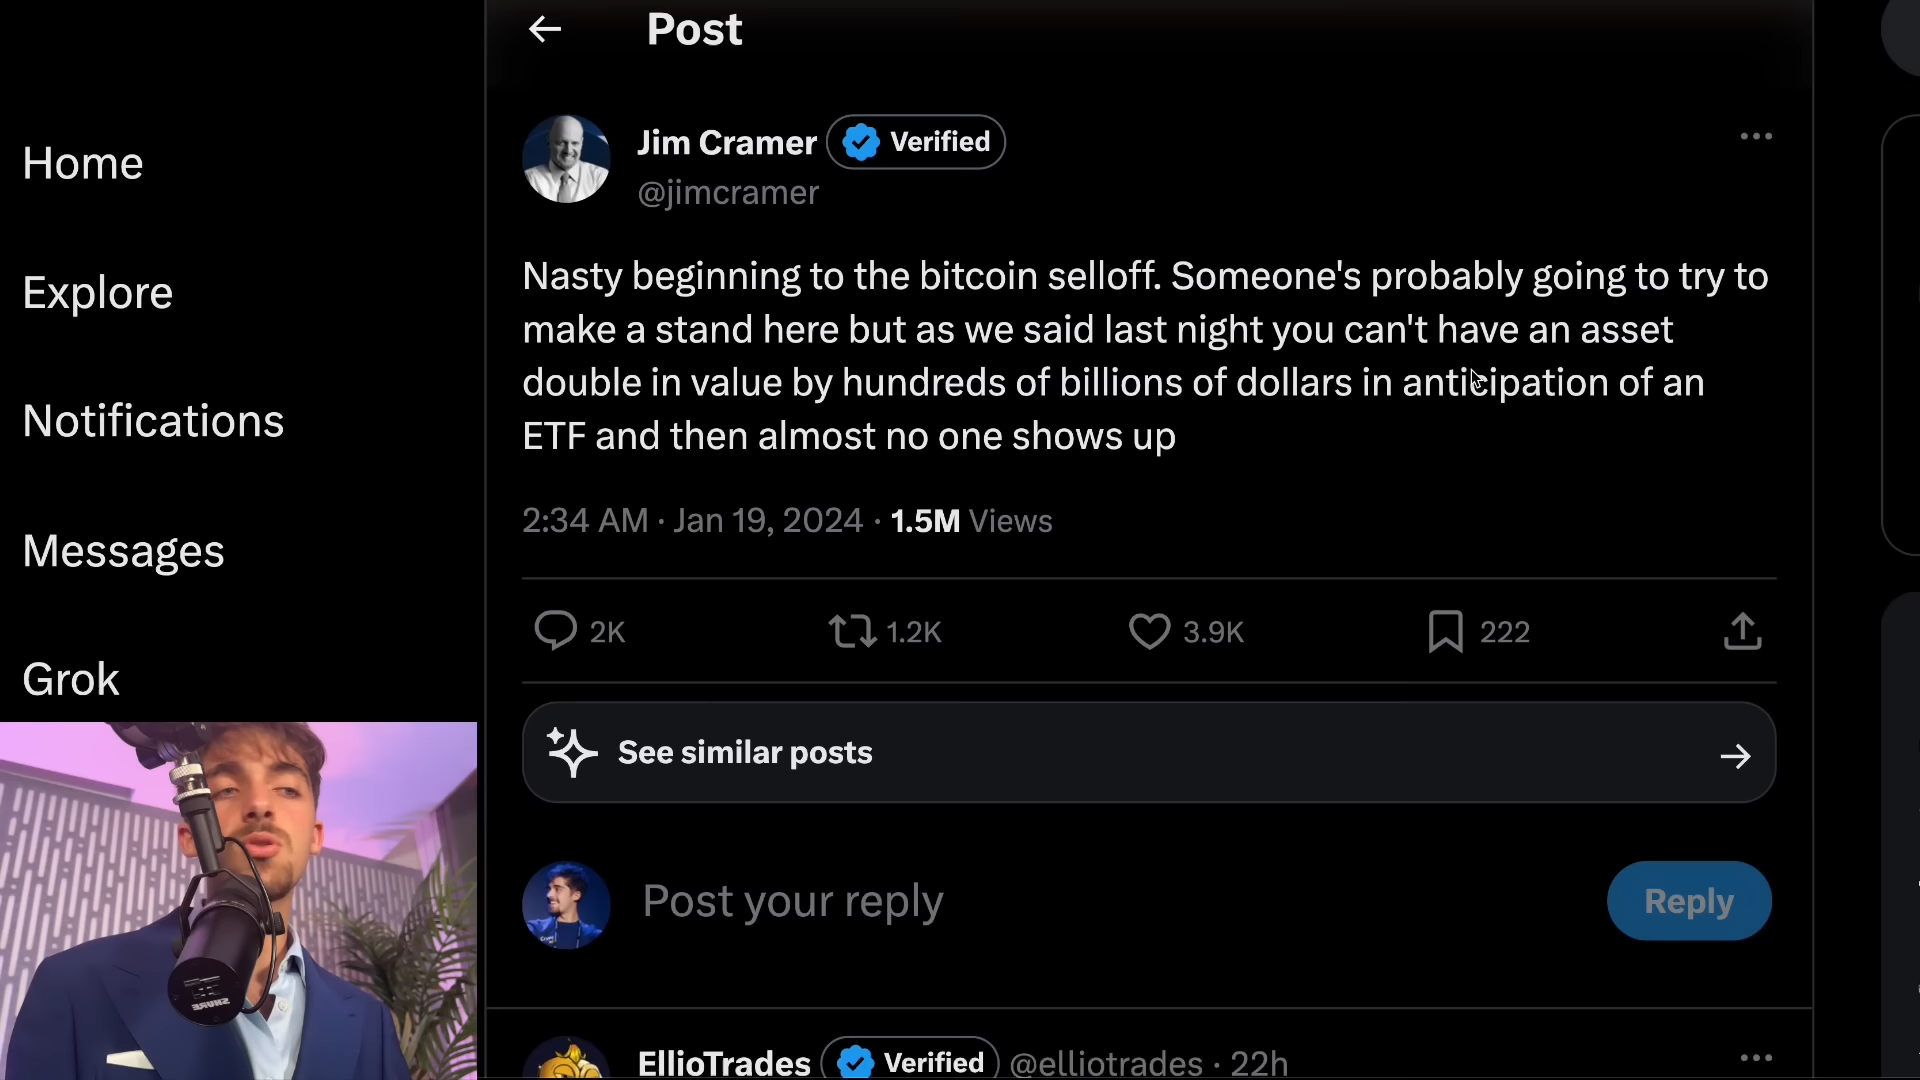 Post
Home
Explore
Notifications
Messages
Grok
Jim Cramer Verified
@jimcramer
Nasty beginning to the bitcoin selloff. Someone's probably going to try to
make a stand here but as we said last night you can't have an asset
double in value by hundreds of billions of dollars in anticipation of an
ETF and then almost no one shows up
2:34 AM · Jan 19, 2024 · 1.5M Views
2K 1.2K 3.9K 222
See similar posts
Post your reply
Reply
EllioTrades Verified @elliotrades · 22h
SHURE